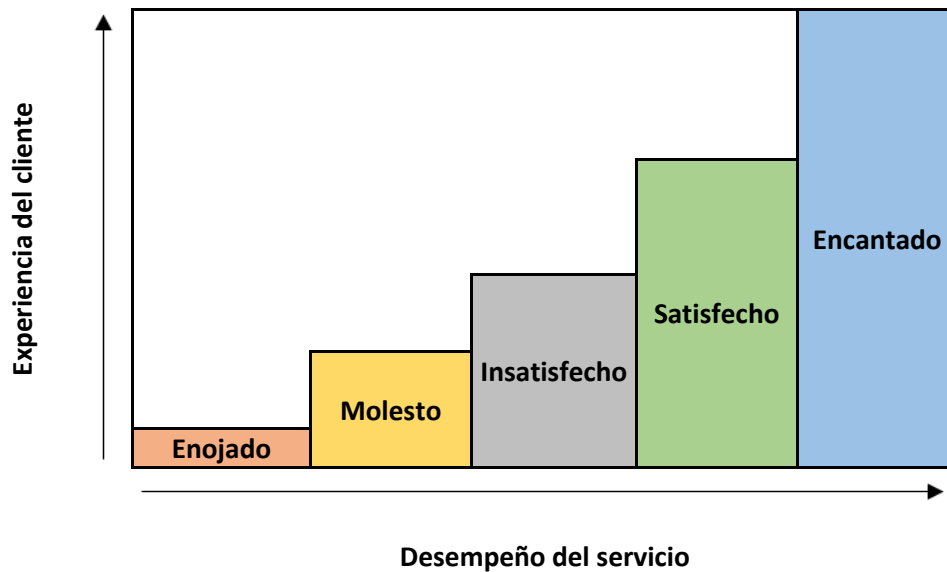 Experiencia del cliente
Encantado
Satisfecho
Insatisfecho
Molesto
Enojado
Desempeño del servicio